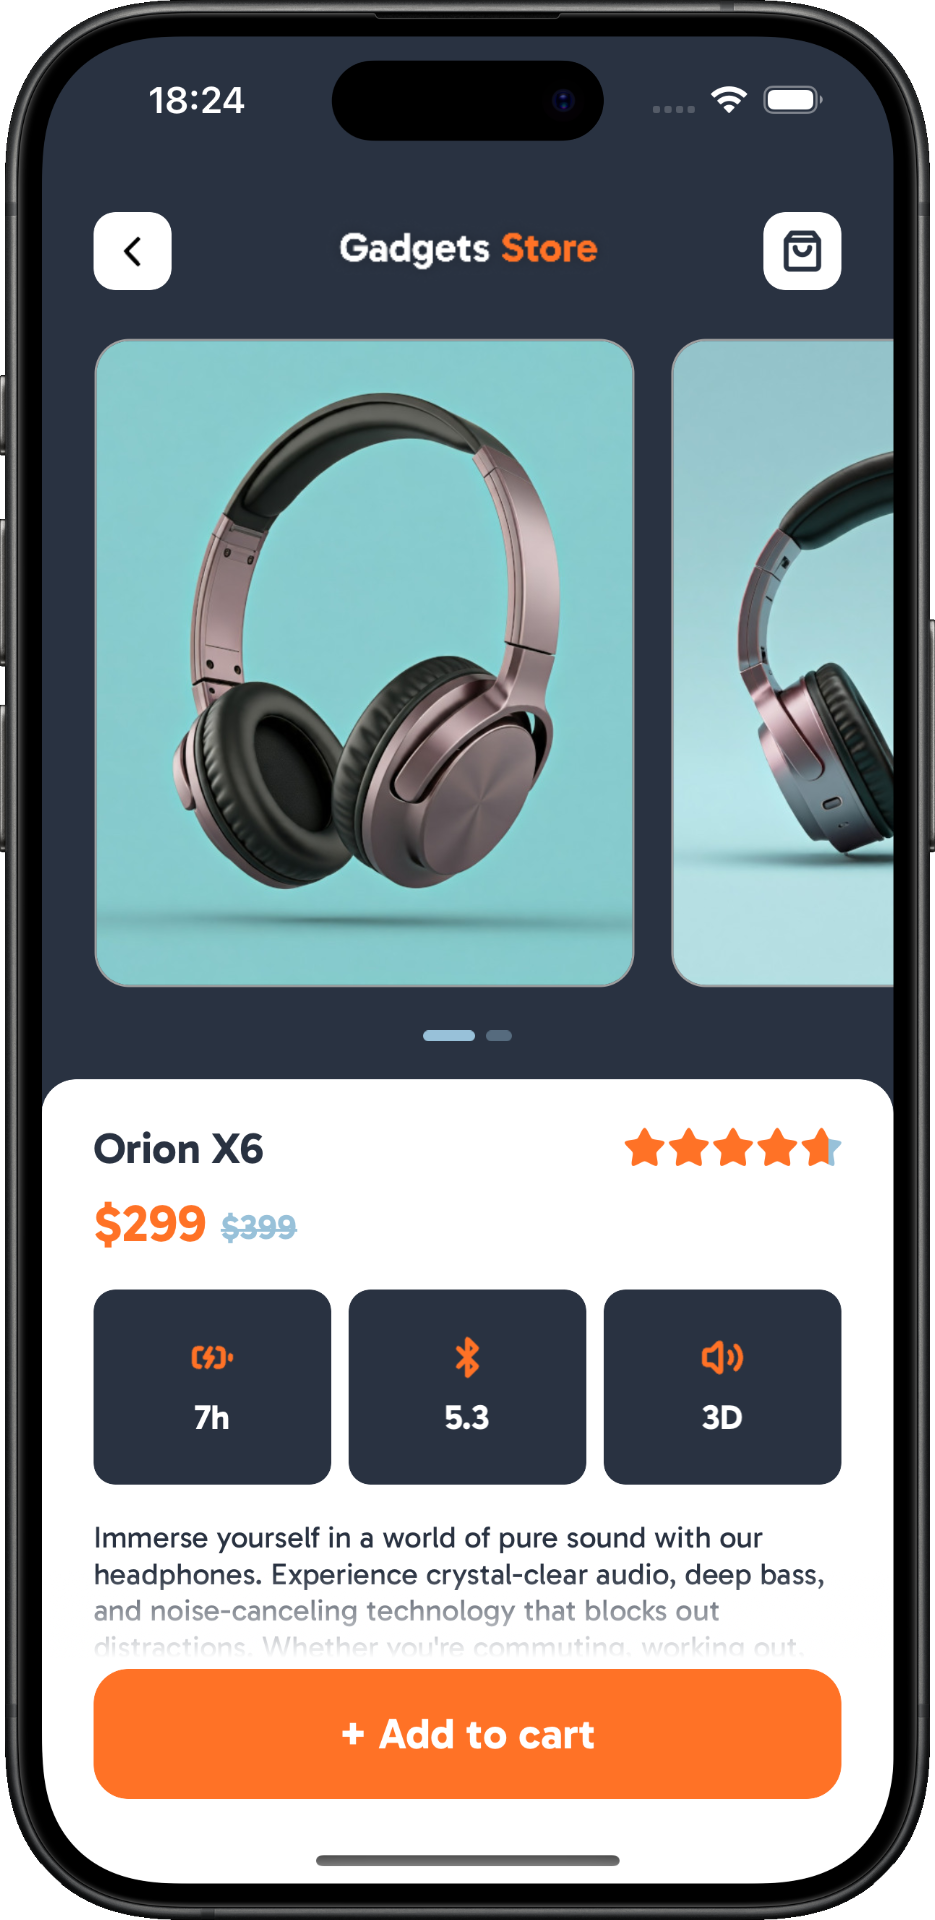 18:24
Gadgets Store
Orion X6
$299 $399
7h
5.3
3D
Immerse yourself in a world of pure sound with our
headphones. Experience crystal-clear audio, deep bass,
and noise-canceling technology that blocks out
distractions. Whether you're commuting, working out,
+ Add to cart